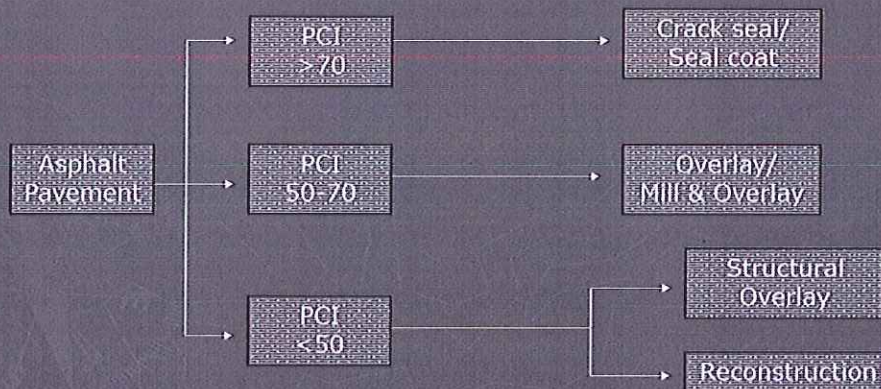 PCI
>70
Crack seal/
Seal coat
Asphalt
Pavement
PCI
50-70
Overlay/
Mill & Overlay
PCI
<50
Structural
Overlay
Reconstruction